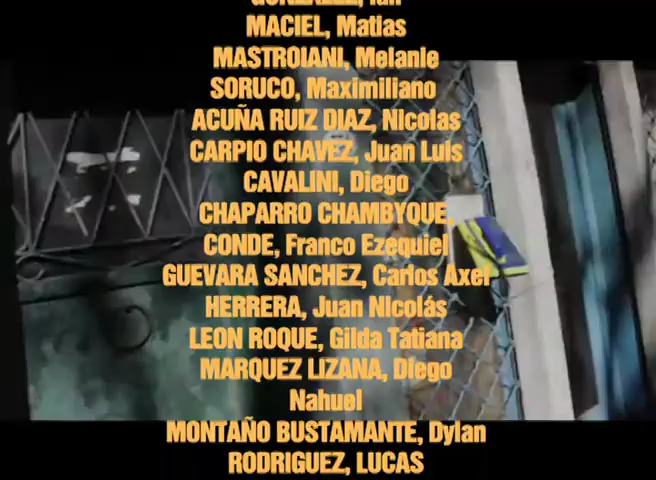 MACIEL, Matias
MASTROIANI, Melanie
SORUCO, Maximiliano
ACUÑA RUIZ DIAZ, Nicolas
CARPIO CHAVEZ, Juan Luis
CAVALINI, Diego
CHAPARRO CHAMBYQUE,
CONDE, Franco Ezequiel
GUEVARA SANCHEZ, Carlos Axel
HERRERA, Juan Nicolás
LEON ROQUE, Gilda Tatiana
MARQUEZ LIZANA, Diego
Nahuel
MONTAÑO BUSTAMANTE, Dylan
RODRIGUEZ, LUCAS